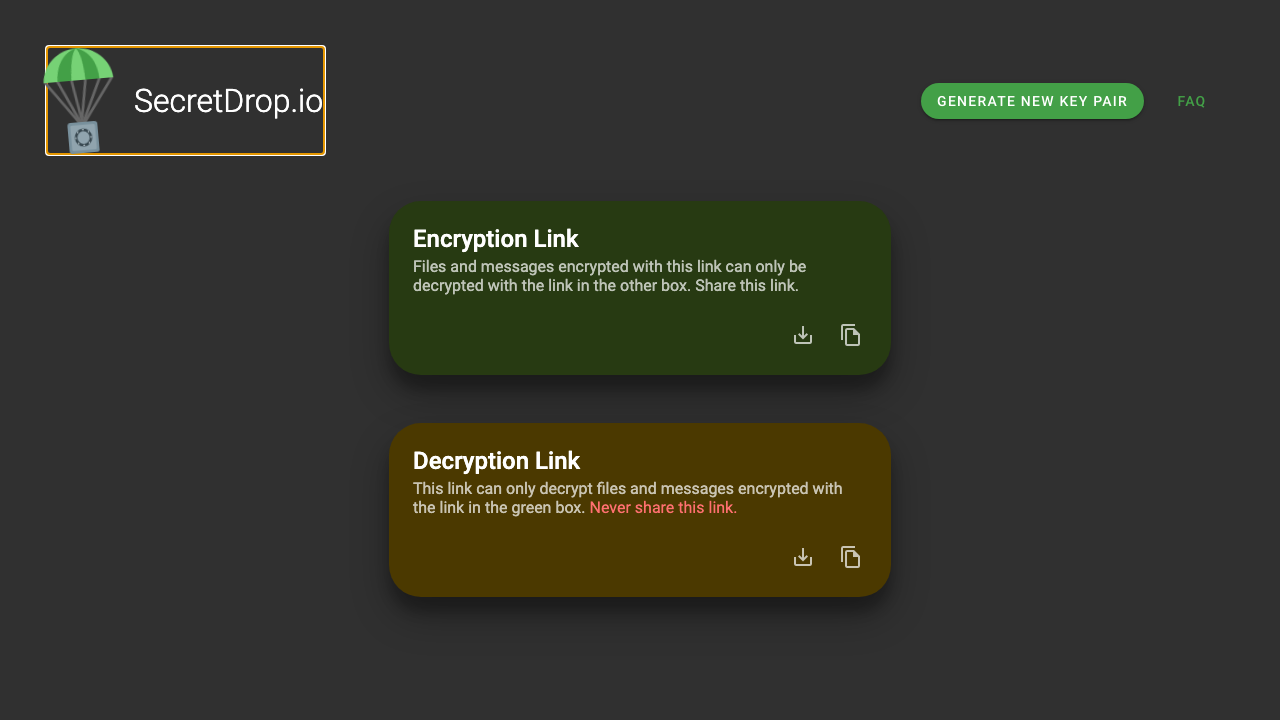 SecretDrop.io
GENERATE NEW KEY PAIR
FAQ
Encryption Link
Files and messages encrypted with this link can only be
decrypted with the link in the other box. Share this link.
Decryption Link
This link can only decrypt files and messages encrypted with
the link in the green box. Never share this link.